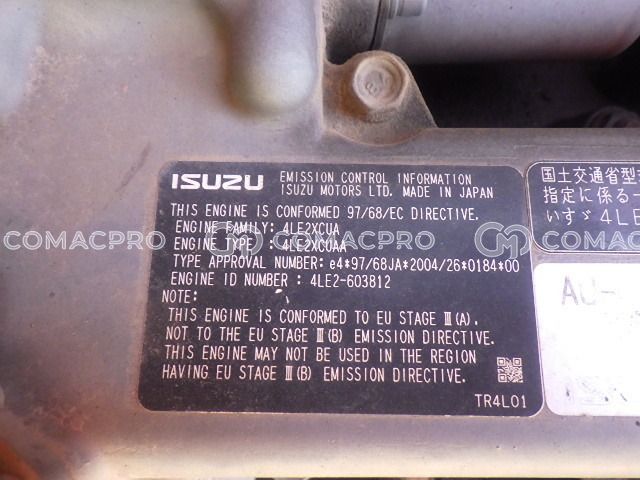 ISUZU
EMISSION CONTROL INFORMATION
ISUZU MOTORS LTD. MADE IN JAPAN
THIS ENGINE IS CONFORMED 97/68/EC DIRECTIVE.
ENGINE FAMILY: 4LE2XCUA
ENGINE TYPE : 4LE2XCUAA
TYPE APPROVAL NUMBER: e4*97/68JA*2004/26*0184*00
ENGINE ID NUMBER : 4LE2-603812
NOTE:
THIS ENGINE IS CONFORMED TO EU STAGE Ⅲ(A).
NOT TO THE EU STAGE Ⅲ(B) EMISSION DIRECTIVE.
THIS ENGINE MAY NOT BE USED IN THE REGION
HAVING EU STAGE Ⅲ(B) EMISSION DIRECTIVE.
TR4L01
国土交通省型
指定に係る
いすゞ 4LE
COMACPRO
COMACPRO
COMACPRO